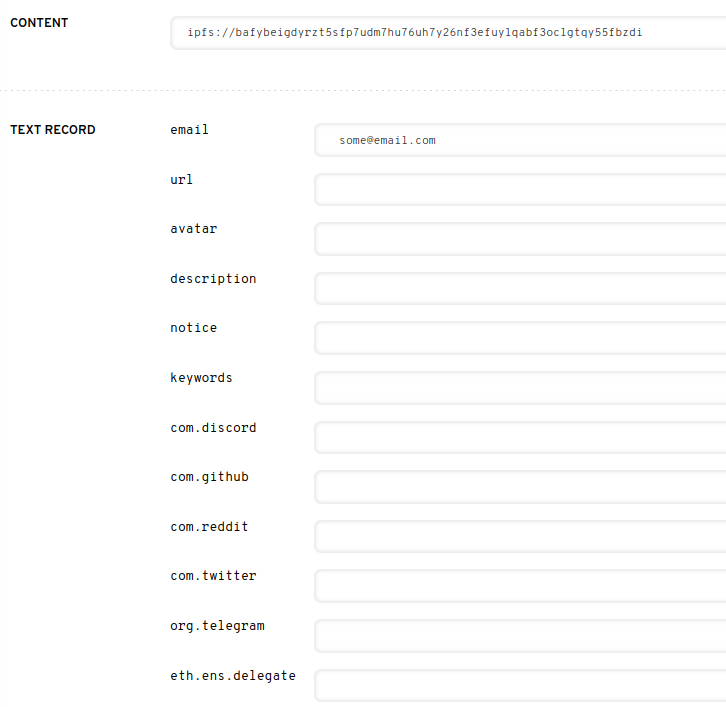 CONTENT
ipfs://bafybeigdyrzt5sfp7udm7hu76uh7y26nf3efuylqabf3oclgtqy55fbzdi
TEXT RECORD
email
some@email.com
url
avatar
description
notice
keywords
com.discord
com.github
com.reddit
com.twitter
org.telegram
eth.ens.delegate